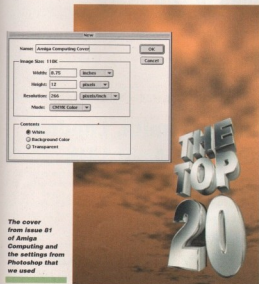 New
Name: Amiga Computing Cover
OK
Cancel
Image Size: 118K
Width: 8.75 inches
Height: 12 pixels
Resolution: 266 pixels/inch
Mode: CMYK Color
Contents
White
Background Color
Transparent
THE
TOP
20
The cover
from issue 81
of Amiga
Computing and
the settings from
Photoshop that
we used